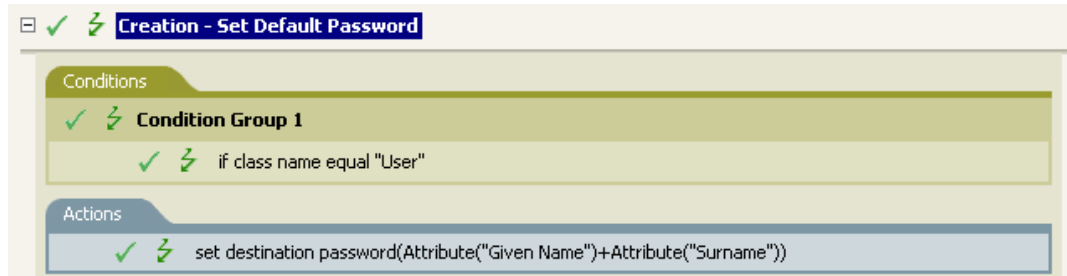 Creation - Set Default Password
Conditions
Condition Group 1
if class name equal "User"
Actions
set destination password(Attribute("Given Name")+Attribute("Surname"))